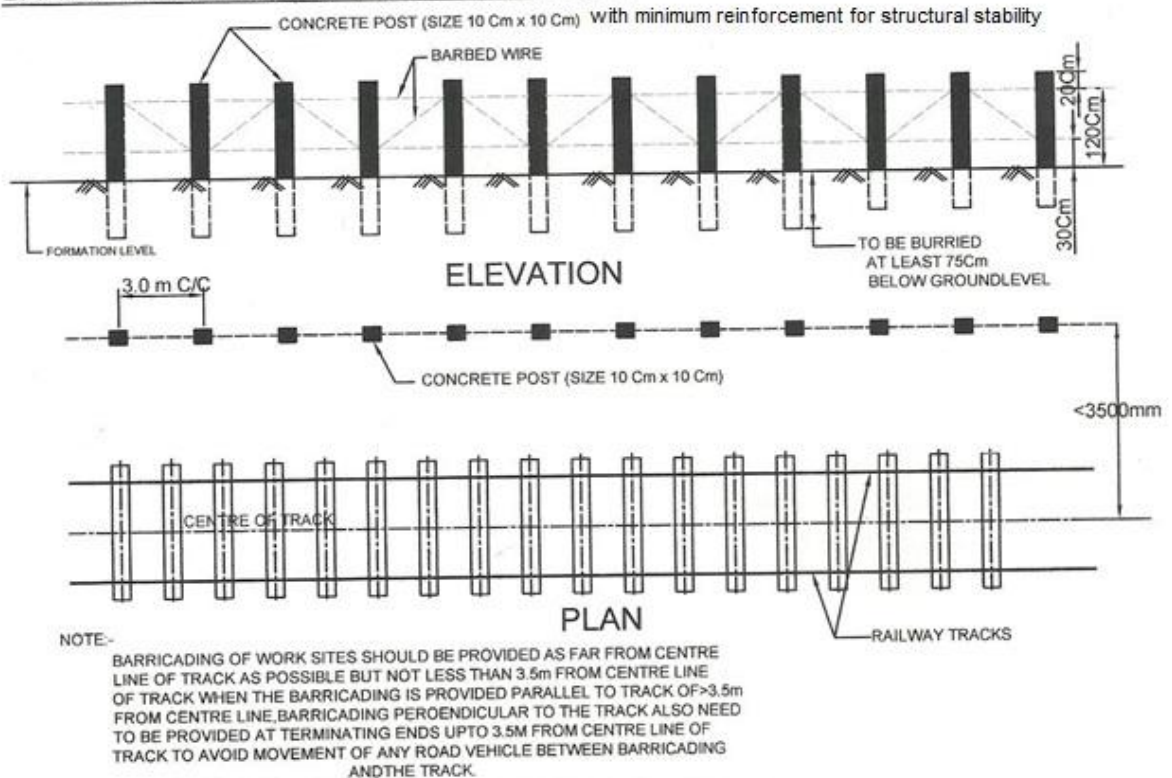 CONCRETE POST (SIZE 10 Cm x 10 Cm) with minimum reinforcement for structural stability
BARBED WIRE
20Cm
120Cm
30Cm
FORMATION LEVEL
TO BE BURRIED
AT LEAST 75Cm
BELOW GROUNDLEVEL
ELEVATION
3.0 m C/C
CONCRETE POST (SIZE 10 Cm x 10 Cm)
<3500mm
CENTRE OF TRACK
PLAN
RAILWAY TRACKS
NOTE:-
BARRICADING OF WORK SITES SHOULD BE PROVIDED AS FAR FROM CENTRE
LINE OF TRACK AS POSSIBLE BUT NOT LESS THAN 3.5m FROM CENTRE LINE
OF TRACK WHEN THE BARRICADING IS PROVIDED PARALLEL TO TRACK OF>3.5m
FROM CENTRE LINE,BARRICADING PEROENDICULAR TO THE TRACK ALSO NEED
TO BE PROVIDED AT TERMINATING ENDS UPTO 3.5M FROM CENTRE LINE OF
TRACK TO AVOID MOVEMENT OF ANY ROAD VEHICLE BETWEEN BARRICADING
ANDTHE TRACK.